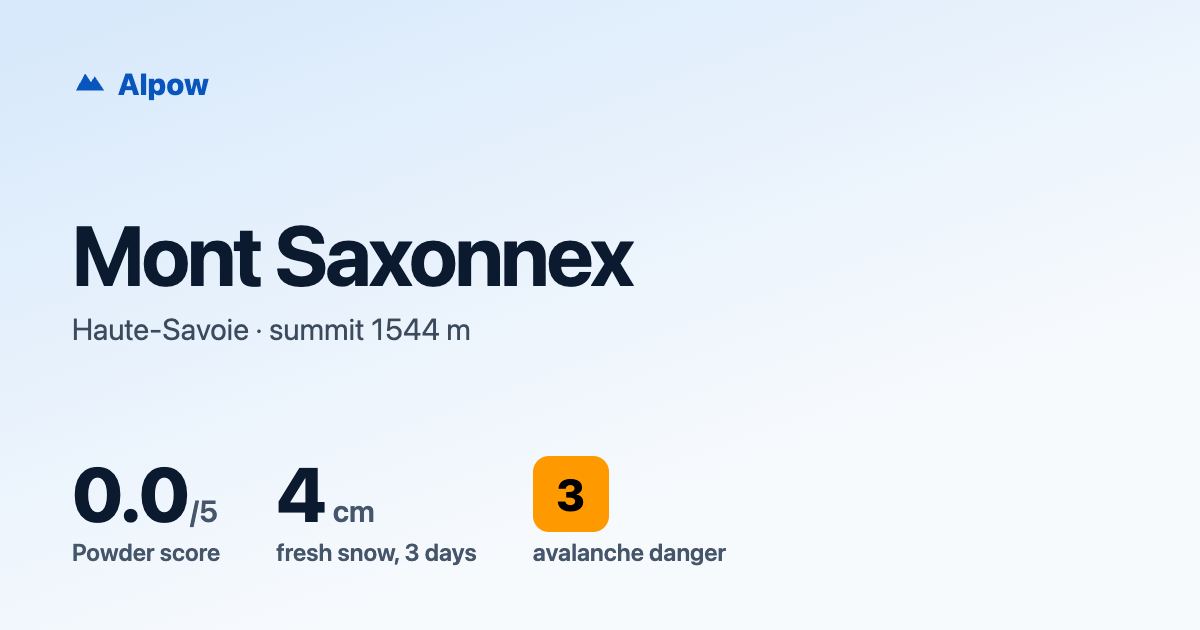 Alpow
Mont Saxonnex
Haute-Savoie · summit 1544 m
0.0/5
Powder score
4 cm
fresh snow, 3 days
3
avalanche danger